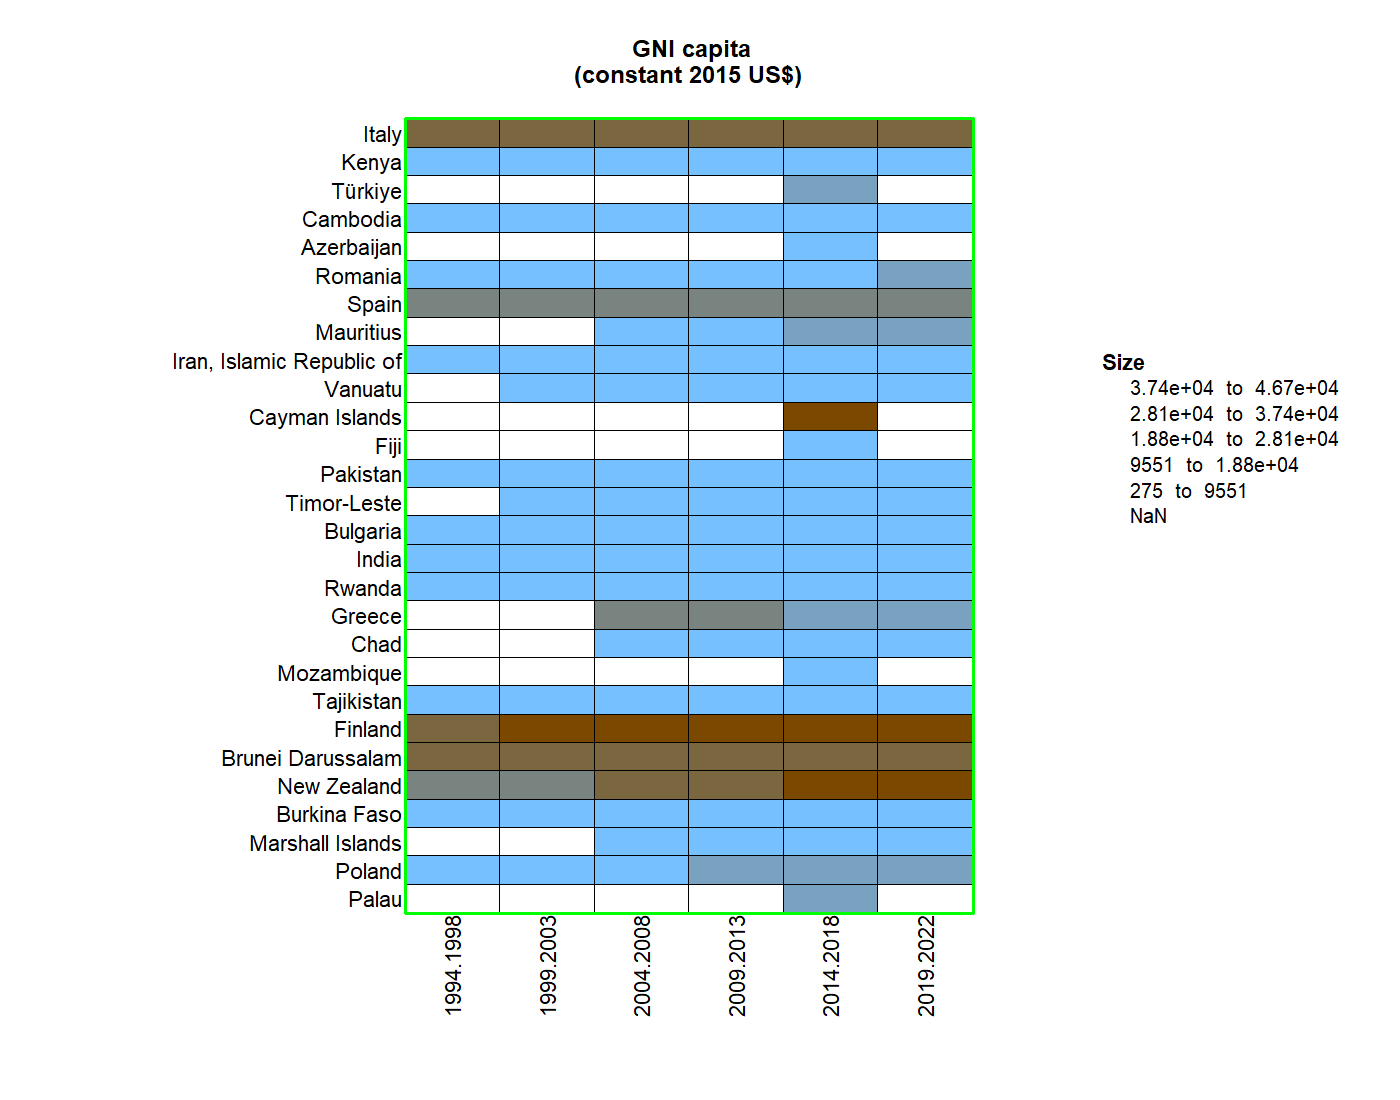 GNI capita
(constant 2015 US$)
Italy
Kenya
Türkiye
Cambodia
Azerbaijan
Romania
Spain
Mauritius
Iran, Islamic Republic of
Vanuatu
Cayman Islands
Fiji
Pakistan
Timor-Leste
Bulgaria
India
Rwanda
Greece
Chad
Mozambique
Tajikistan
Finland
Brunei Darussalam
New Zealand
Burkina Faso
Marshall Islands
Poland
Palau
1994.1998
1999.2003
2004.2008
2009.2013
2014.2018
2019.2022
Size
3.74e+04 to 4.67e+04
2.81e+04 to 3.74e+04
1.88e+04 to 2.81e+04
9551 to 1.88e+04
275 to 9551
NaN